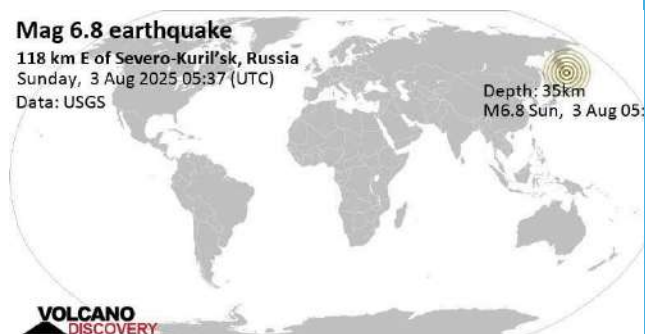 Mag 6.8 earthquake
118 km E of Severo-Kuril'sk, Russia
Sunday, 3 Aug 2025 05:37 (UTC)
Data: USGS
Depth: 35km
M6.8 Sun, 3 Aug 05:
VOLCANO
DISCOVERY